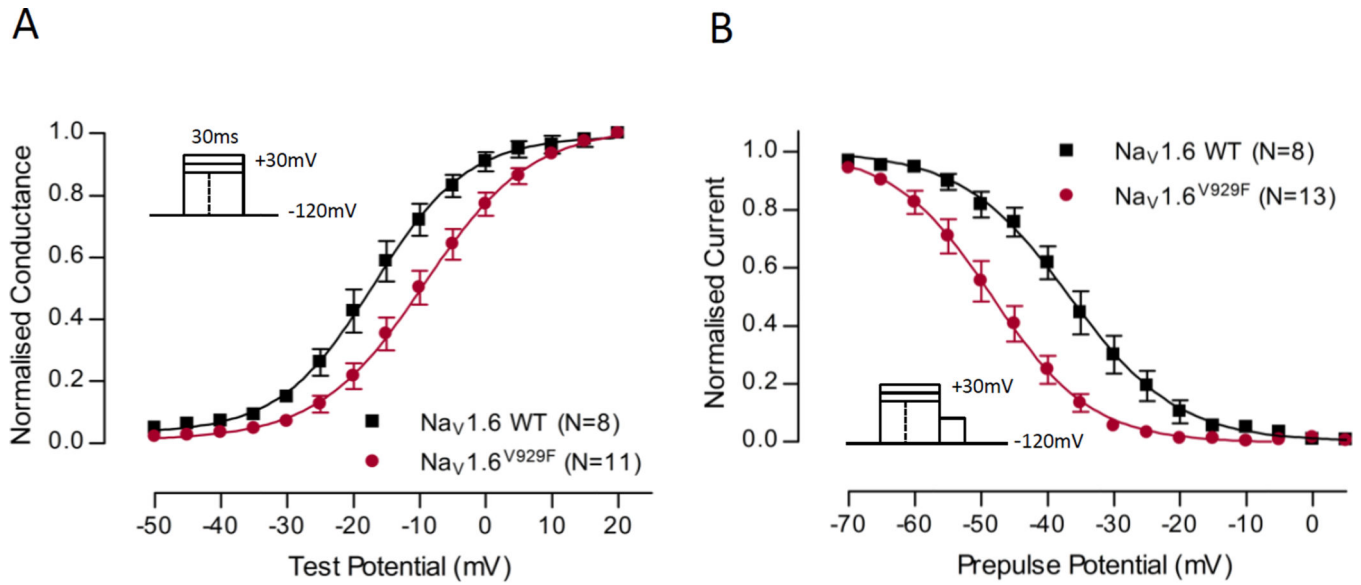 A
Normalised Conductance
1.0
0.8
0.6
0.4
0.2
0.0
30ms
+30mV
-120mV
NaV1.6 WT (N=8)
NaV1.6V929F (N=11)
-50 -40 -30 -20 -10 0 10 20
Test Potential (mV)
B
Normalised Current
1.0
0.8
0.6
0.4
0.2
0.0
NaV1.6 WT (N=8)
NaV1.6V929F (N=13)
+30mV
-120mV
-70 -60 -50 -40 -30 -20 -10 0
Prepulse Potential (mV)